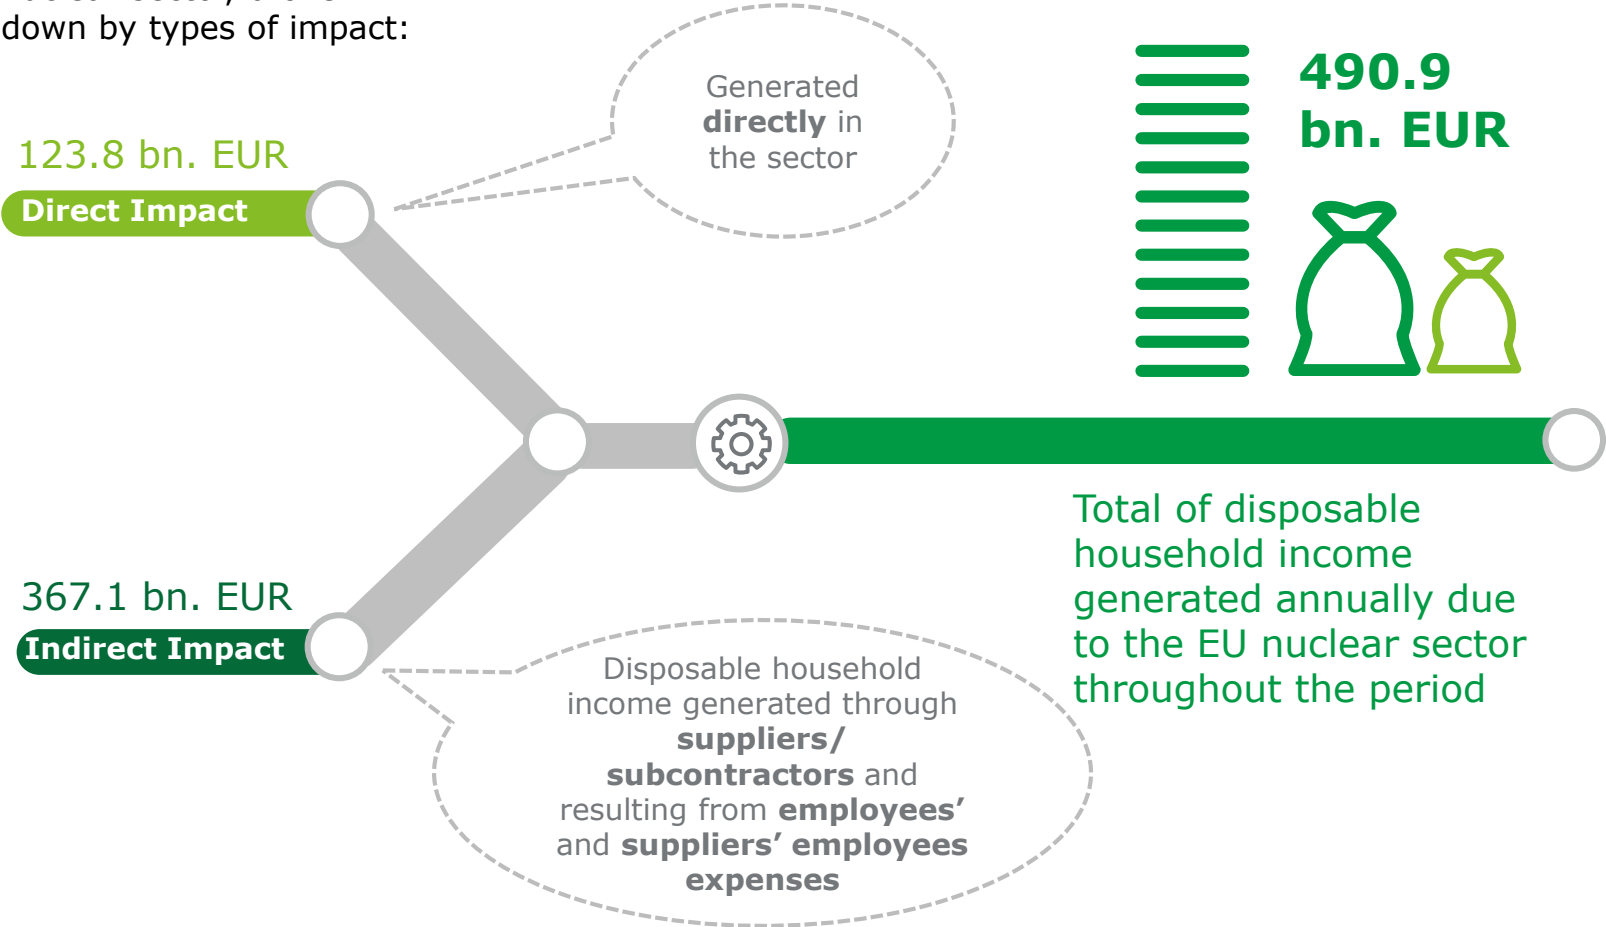 down by types of impact:
Generated
directly in
the sector
490.9
bn. EUR
123.8 bn. EUR
Direct Impact
367.1 bn. EUR
Indirect Impact
Disposable household
income generated through
suppliers/
subcontractors and
resulting from employees’
and suppliers’ employees
expenses
Total of disposable
household income
generated annually due
to the EU nuclear sector
throughout the period